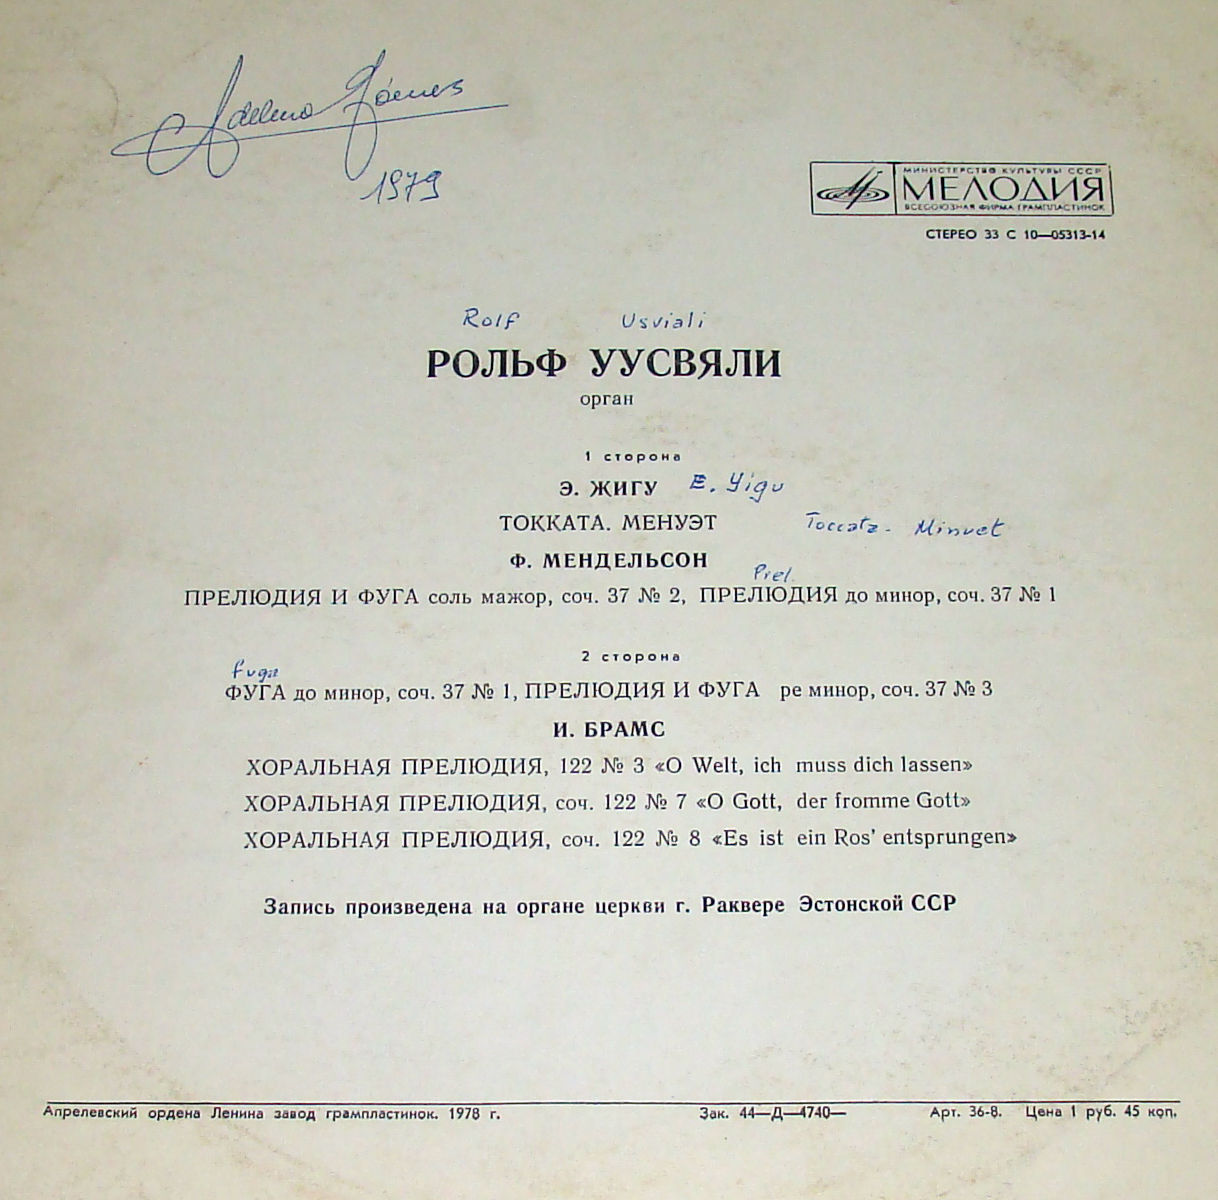 Adelino Gómes
1979
МИНИСТЕРСТВО КУЛЬТУРЫ СССР
МЕЛОДИЯ
ВСЕСОЮЗНАЯ ФИРМА ГРАМПЛАСТИНОК
СТЕРЕО 33 С 10—05313-14
Rolf Usviali
РОЛЬФ УУСВЯЛИ
орган
1 сторона
Э. ЖИГУ E. Yigu
ТОККАТА. МЕНУЭТ Toccata - Minuet
Ф. МЕНДЕЛЬСОН
Prel.
ПРЕЛЮДИЯ И ФУГА соль мажор, соч. 37 № 2, ПРЕЛЮДИЯ до минор, соч. 37 № 1
2 сторона
Fuga
ФУГА до минор, соч. 37 № 1, ПРЕЛЮДИЯ И ФУГА ре минор, соч. 37 № 3
И. БРАМС
ХОРАЛЬНАЯ ПРЕЛЮДИЯ, 122 № 3 «O Welt, ich muss dich lassen»
ХОРАЛЬНАЯ ПРЕЛЮДИЯ, соч. 122 № 7 «O Gott, der fromme Gott»
ХОРАЛЬНАЯ ПРЕЛЮДИЯ, соч. 122 № 8 «Es ist ein Ros' entsprungen»
Запись произведена на органе церкви г. Раквере Эстонской ССР
Апрелевский ордена Ленина завод грампластинок. 1978 г. Зак. 44—Д—4740— Арт. 36-8. Цена 1 руб. 45 коп.